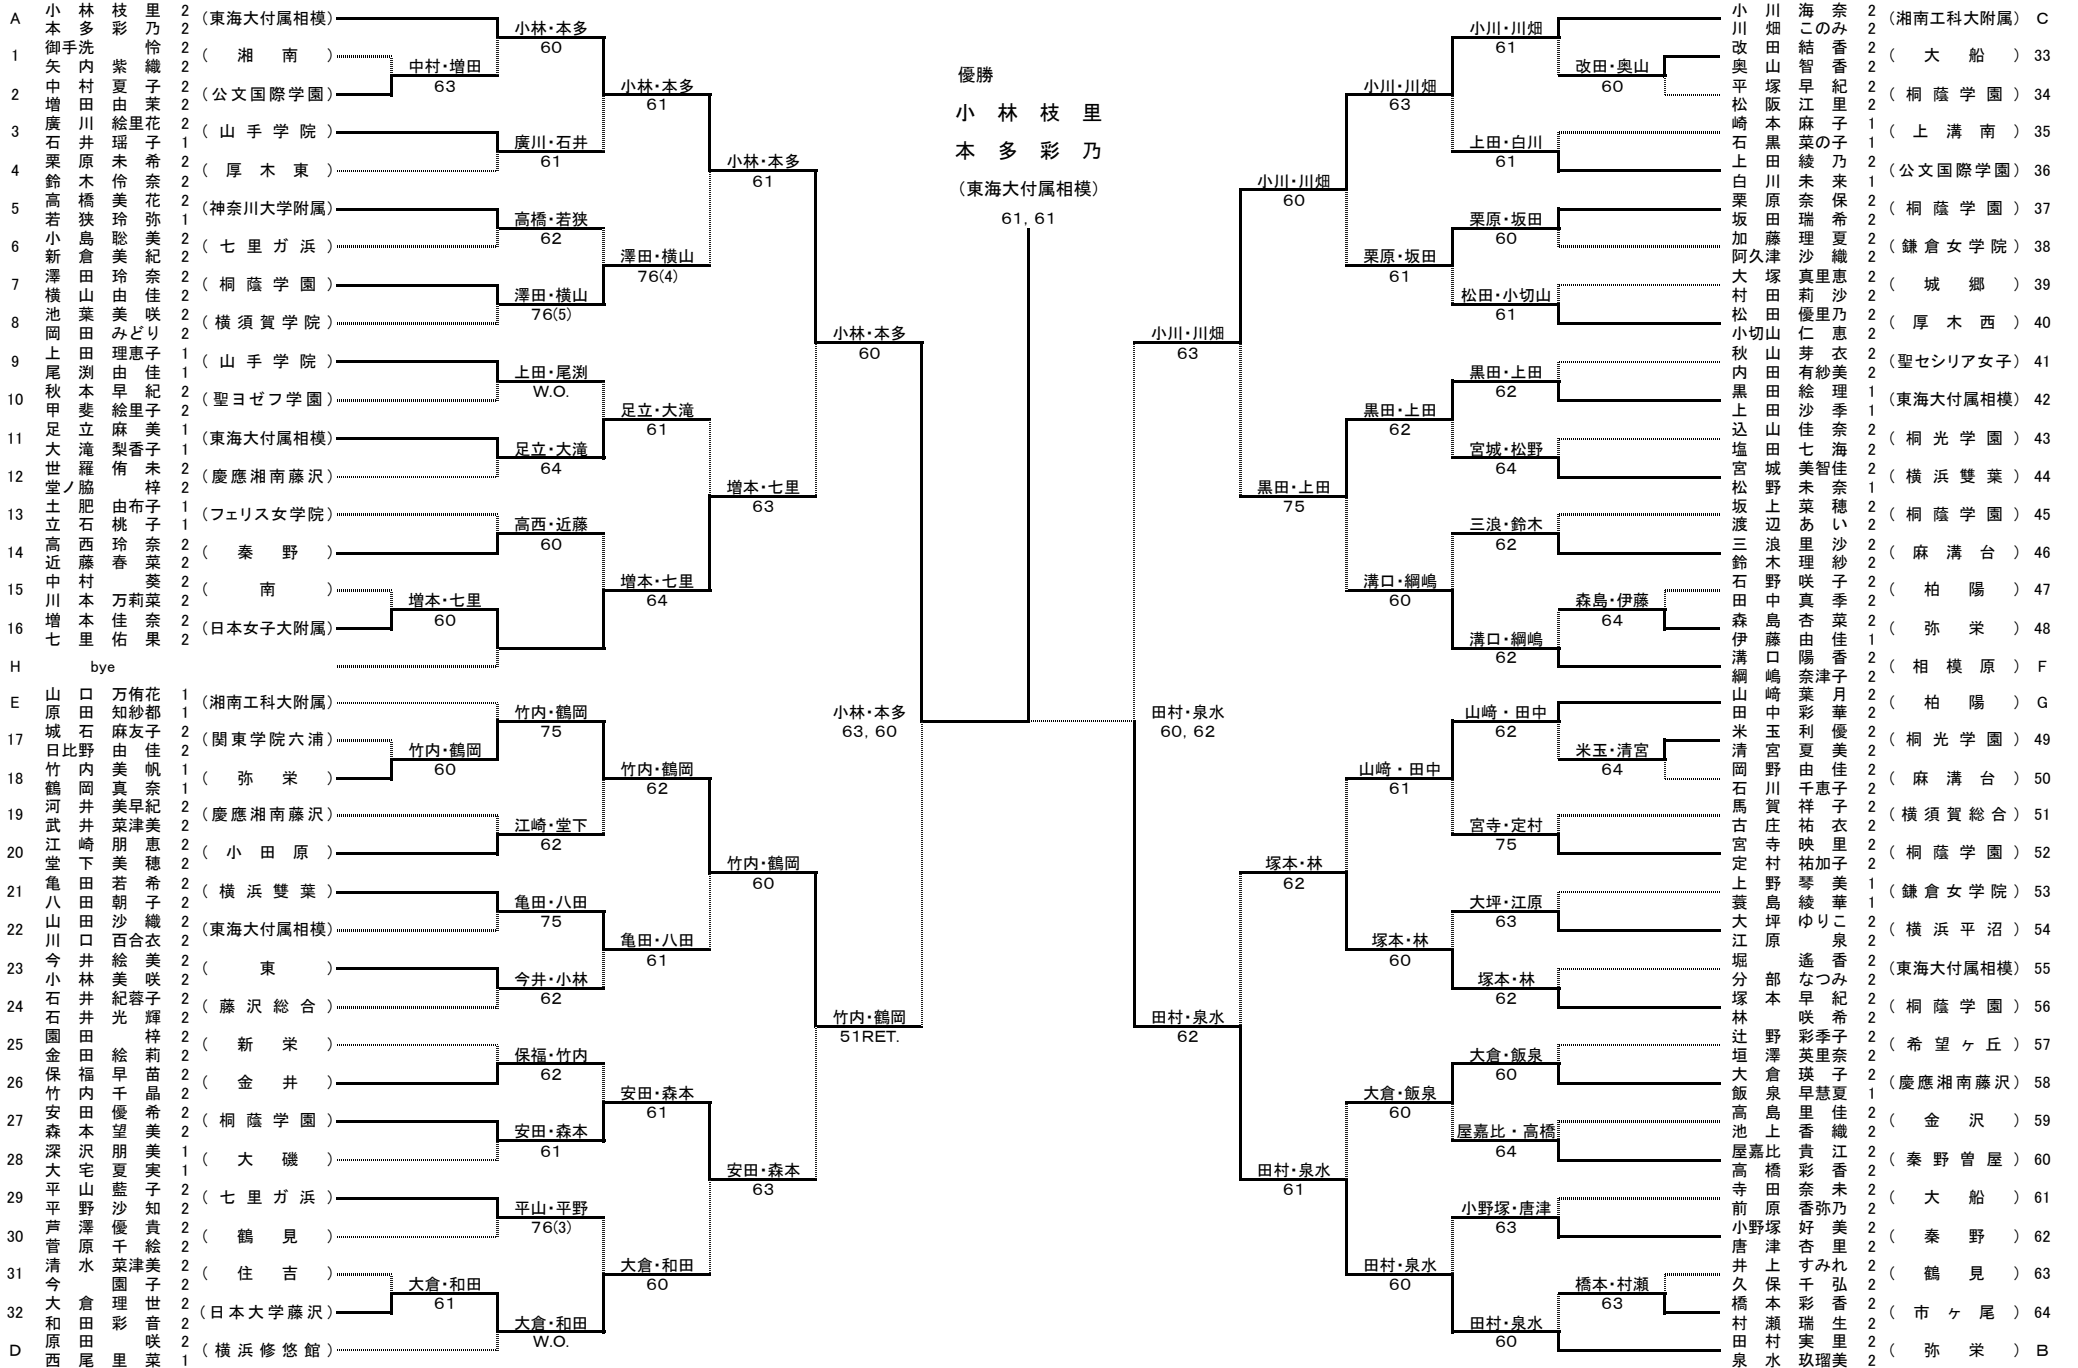 A 小林枝里 2 (東海大付属相模)
本多彩乃 2
1 御手洗怜 2 (湘南)
矢内紫織 2
2 中村夏子 2 (公文国際学園)
増田由茉 2
3 廣川絵里花 2 (山手学院)
石井瑶子 1
4 栗原未希 2 (厚木東)
鈴木伶奈 2
5 高橋美花 2 (神奈川大学附属)
若狭玲弥 1
6 小島聡美 2 (七里ガ浜)
新倉美紀 2
7 澤田玲奈 2 (桐蔭学園)
横山由佳 2
8 池葉美咲 2 (横須賀学院)
岡田みどり 2
9 上田理恵子 1 (山手学院)
尾渕由佳 1
10 秋本早紀 2 (聖ヨゼフ学園)
甲斐絵里子 2
11 足立麻美 1 (東海大付属相模)
大滝梨香子 1
12 世羅侑未 2 (慶應湘南藤沢)
堂ノ脇梓 2
13 土肥由布子 1 (フェリス女学院)
立石桃子 1
14 高西玲奈 2 (秦野)
近藤春菜 2
15 中村葵 2 (南)
川本万莉菜 2
16 増本佳奈 2 (日本女子大附属)
七里佑果 2
H bye
E 山口万侑花 1 (湘南工科大附属)
原田知紗都 1
17 城石麻友子 2 (関東学院六浦)
日比野由佳 2
18 竹内美帆 1 (弥栄)
鶴岡真奈 1
19 河井美早紀 2 (慶應湘南藤沢)
武井菜津美 2
20 江崎朋恵 2 (小田原)
堂下美穂 2
21 亀田若希 2 (横浜雙葉)
八田朝子 2
22 山田沙織 2 (東海大付属相模)
川口百合衣 2
23 今井絵美 2 (東)
小林美咲 2
24 石井紀蓉子 2 (藤沢総合)
石井光輝 2
25 園田梓 2 (新栄)
金田絵莉 2
26 保福早苗 2 (金井)
竹内千晶 2
27 安田優希 2 (桐蔭学園)
森本望美 2
28 深沢朋美 1 (大磯)
大宅夏実 1
29 平山藍子 2 (七里ガ浜)
平野沙知 2
30 芦澤優貴 2 (鶴見)
菅原千絵 2
31 清水菜津美 2 (住吉)
今園子 2
32 大倉理世 2 (日本大学藤沢)
和田彩音 2
D 原田咲 2 (横浜修悠館)
西尾里菜 1
中村・増田
63
増本・七里
60
竹内・鶴岡
60
大倉・和田
61
小林・本多
60
廣川・石井
61
高橋・若狭
62
澤田・横山
76(5)
上田・尾渕
W.O.
足立・大滝
64
高西・近藤
60
竹内・鶴岡
75
江崎・堂下
62
亀田・八田
75
今井・小林
62
保福・竹内
62
安田・森本
61
平山・平野
76(3)
大倉・和田
W.O.
小林・本多
61
澤田・横山
76(4)
足立・大滝
61
増本・七里
64
竹内・鶴岡
62
亀田・八田
61
安田・森本
61
大倉・和田
60
小林・本多
61
増本・七里
63
竹内・鶴岡
60
安田・森本
63
小林・本多
60
竹内・鶴岡
51RET.
小林・本多
63, 60
優勝
小林枝里
本多彩乃
(東海大付属相模)
61, 61
田村・泉水
60, 62
小川・川畑
63
田村・泉水
62
小川・川畑
60
黒田・上田
75
塚本・林
62
田村・泉水
61
小川・川畑
63
栗原・坂田
61
黒田・上田
62
溝口・綱嶋
60
山﨑・田中
61
塚本・林
60
大倉・飯泉
60
田村・泉水
60
小川・川畑
61
上田・白川
61
栗原・坂田
60
松田・小切山
61
黒田・上田
62
宮城・松野
64
三浪・鈴木
62
溝口・綱嶋
62
山﨑・田中
62
宮寺・定村
75
大坪・江原
63
塚本・林
62
大倉・飯泉
60
屋嘉比・高橋
64
小野塚・唐津
63
田村・泉水
60
改田・奥山
60
森島・伊藤
64
米玉・清宮
64
橋本・村瀬
63
小川海奈 2 (湘南工科大附属) C
川畑このみ 2
改田結香 2 (大船) 33
奥山智香 2
平塚早紀 2 (桐蔭学園) 34
松阪江里 2
崎本麻子 1 (上溝南) 35
石黒菜の子 1
上田綾乃 2 (公文国際学園) 36
白川未来 1
栗原奈保 2 (桐蔭学園) 37
坂田瑞希 2
加藤理夏 2 (鎌倉女学院) 38
阿久津沙織 2
大塚真里恵 2 (城郷) 39
村田莉沙 2
松田優里乃 2 (厚木西) 40
小切山仁恵 2
秋山芽衣 2 (聖セシリア女子) 41
内田有紗美 2
黒田絵理 1 (東海大付属相模) 42
上田沙季 1
込山佳奈 2 (桐光学園) 43
塩田七海 2
宮城美智佳 2 (横浜雙葉) 44
松野未奈 1
坂上菜穂 2 (桐蔭学園) 45
渡辺あい 2
三浪里沙 2 (麻溝台) 46
鈴木理紗 2
石野咲子 2 (柏陽) 47
田中真季 2
森島杏菜 2 (弥栄) 48
伊藤由佳 1
溝口陽香 2 (相模原) F
綱嶋奈津子 2
山﨑葉月 2 (柏陽) G
田中彩華 2
米玉利優 2 (桐光学園) 49
清宮夏美 2
岡野由佳 2 (麻溝台) 50
石川千恵子 2
馬賀祥子 2 (横須賀総合) 51
古庄祐衣 2
宮寺映里 2 (桐蔭学園) 52
定村祐加子 2
上野琴美 1 (鎌倉女学院) 53
蓑島綾華 1
大坪ゆりこ 2 (横浜平沼) 54
江原泉 2
堀遙香 2 (東海大付属相模) 55
分部なつみ 2
塚本早紀 2 (桐蔭学園) 56
林咲希 2
辻野彩季子 2 (希望ヶ丘) 57
垣澤英里奈 2
大倉瑛子 2 (慶應湘南藤沢) 58
飯泉早慧夏 1
高島里佳 2 (金沢) 59
池上香織 2
屋嘉比貴江 2 (秦野曽屋) 60
高橋彩香 2
寺田奈未 2 (大船) 61
前原香弥乃 2
小野塚好美 2 (秦野) 62
唐津杏里 2
井上すみれ 2 (鶴見) 63
久保千弘 2
橋本彩香 2 (市ヶ尾) 64
村瀬瑞生 2
田村実里 2 (弥栄) B
泉水玖瑠美 2